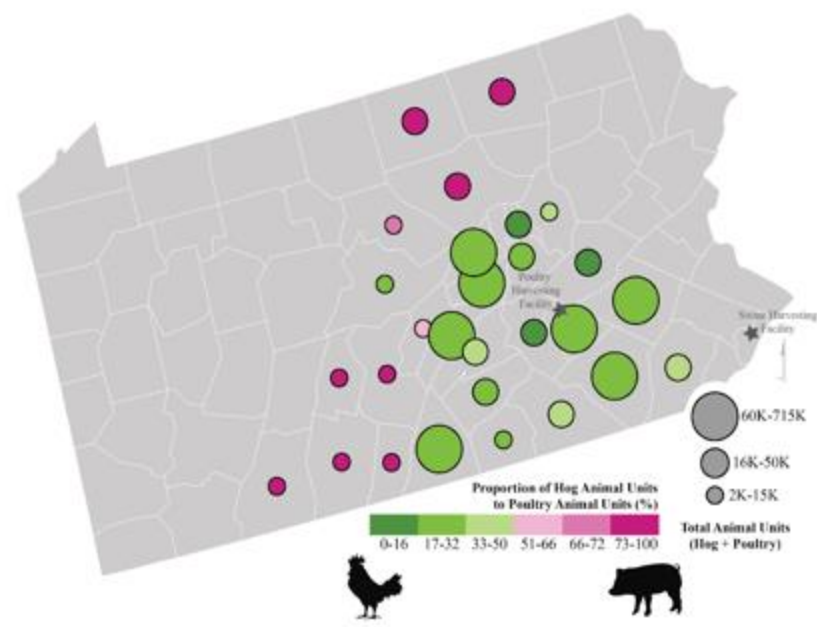 Poultry
Harvesting
Facility
Swine Harvesting
Facility
60K-715K
16K-50K
2K-15K
Total Animal Units
(Hog + Poultry)
Proportion of Hog Animal Units
to Poultry Animal Units (%)
0-16 17-32 33-50 51-66 66-72 73-100